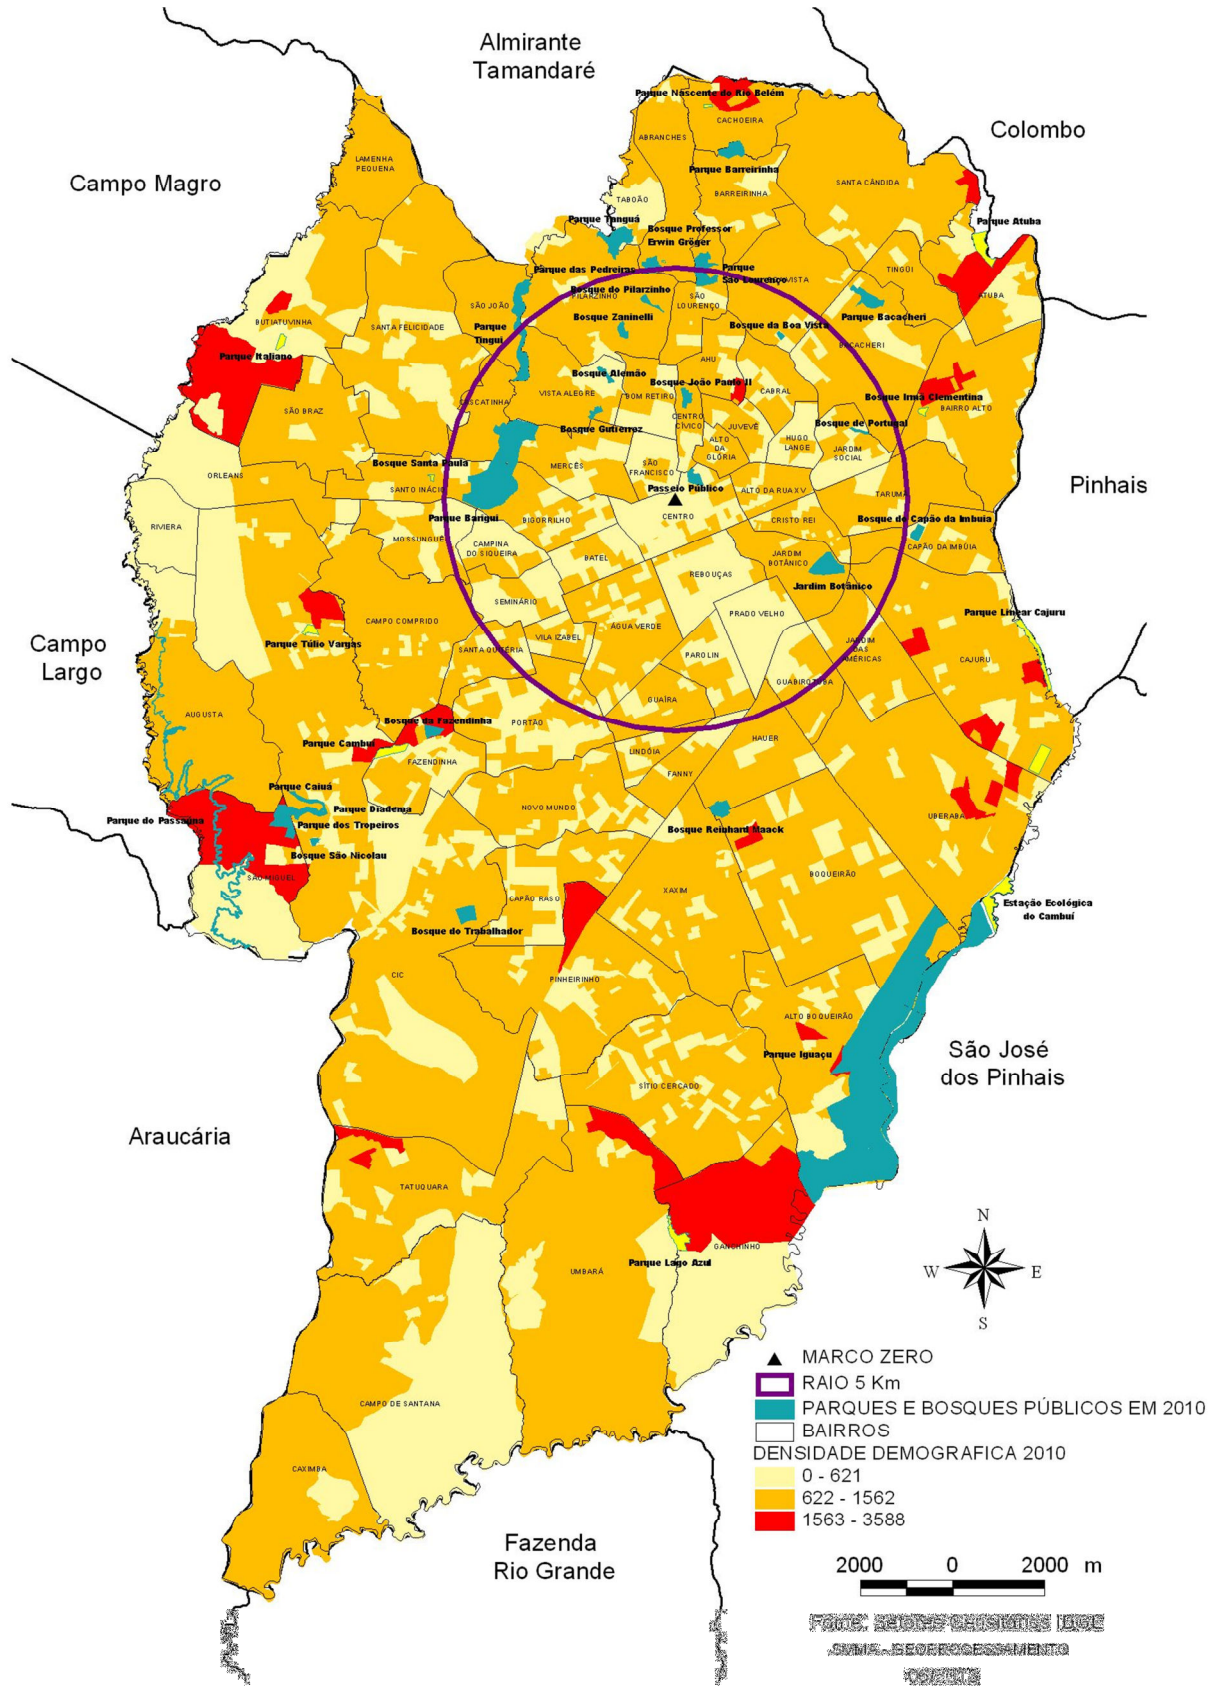 Almirante
Tamandaré
Colombo
Campo Magro
Parque Nascente do Rio Belém
CACHOEIRA
ABRANCHES
LAMENHA
PEQUENA
Parque Barreirinha
SANTA CÂNDIDA
BARREIRINHA
TABOÃO
Parque Tanguá
Bosque Professor
Erwin Gröger
Parque Atuba
Parque das Pedreiras
Parque
São Lourenço
TINGUI
ATUBA
Bosque do Pilarzinho
PILARZINHO
SÃO
LOURENÇO
SÃO JOÃO
Bosque Zaninelli
Parque Bacacheri
BUTIATUVINHA
SANTA FELICIDADE
Parque
Tingui
Bosque da Boa Vista
BACACHERI
Parque Italiano
AHU
Bosque Alemão
Bosque João Paulo II
VISTA ALEGRE
BOM RETIRO
CABRAL
Bosque Irmã Clementina
BAIRRO ALTO
SÃO BRAZ
CASCATINHA
CENTRO
CÍVICO
JUVEVÊ
Bosque Gutierrez
ALTO
DA
GLÓRIA
HUGO
LANGE
Bosque de Portugal
JARDIM
SOCIAL
Bosque Santa Paula
MERCÊS
SÃO
FRANCISCO
ORLEANS
SANTO INÁCIO
Passeio Público
ALTO DA RUA XV
TARUMÃ
Pinhais
Parque Barigui
BIGORRILHO
CENTRO
CRISTO REI
Bosque do Capão da Imbuia
RIVIERA
MOSSUNGUÊ
CAMPINA
DO SIQUEIRA
BATEL
JARDIM
BOTÂNICO
CAPÃO DA IMBÚIA
REBOUÇAS
Jardim Botânico
SEMINÁRIO
PRADO VELHO
Parque Linear Cajuru
Campo
Largo
CAMPO COMPRIDO
ÁGUA VERDE
VILA IZABEL
Parque Túlio Vargas
SANTA QUITÉRIA
PAROLIN
JARDIM
DAS
AMÉRICAS
CAJURU
GUABIROTUBA
GUAÍRA
AUGUSTA
Bosque da Fazendinha
PORTÃO
Parque Cambuí
HAUER
LINDÓIA
FAZENDINHA
FANNY
Parque Caiuá
Parque Diadema
NOVO MUNDO
Parque do Passaúna
Parque dos Tropeiros
Bosque Reinhard Maack
UBERABA
Bosque São Nicolau
SÃO MIGUEL
BOQUEIRÃO
XAXIM
CAPÃO RASO
Estação Ecológica
do Cambuí
Bosque do Trabalhador
CIC
PINHEIRINHO
ALTO BOQUEIRÃO
Parque Iguaçu
São José
dos Pinhais
SÍTIO CERCADO
Araucária
TATUQUARA
GANCHINHO
UMBARÁ
Parque Lago Azul
N
W E
S
CAMPO DE SANTANA
CAXIMBA
Fazenda
Rio Grande
MARCO ZERO
RAIO 5 Km
PARQUES E BOSQUES PÚBLICOS EM 2010
BAIRROS
DENSIDADE DEMOGRAFICA 2010
0 - 621
622 - 1562
1563 - 3588
2000 0 2000 m